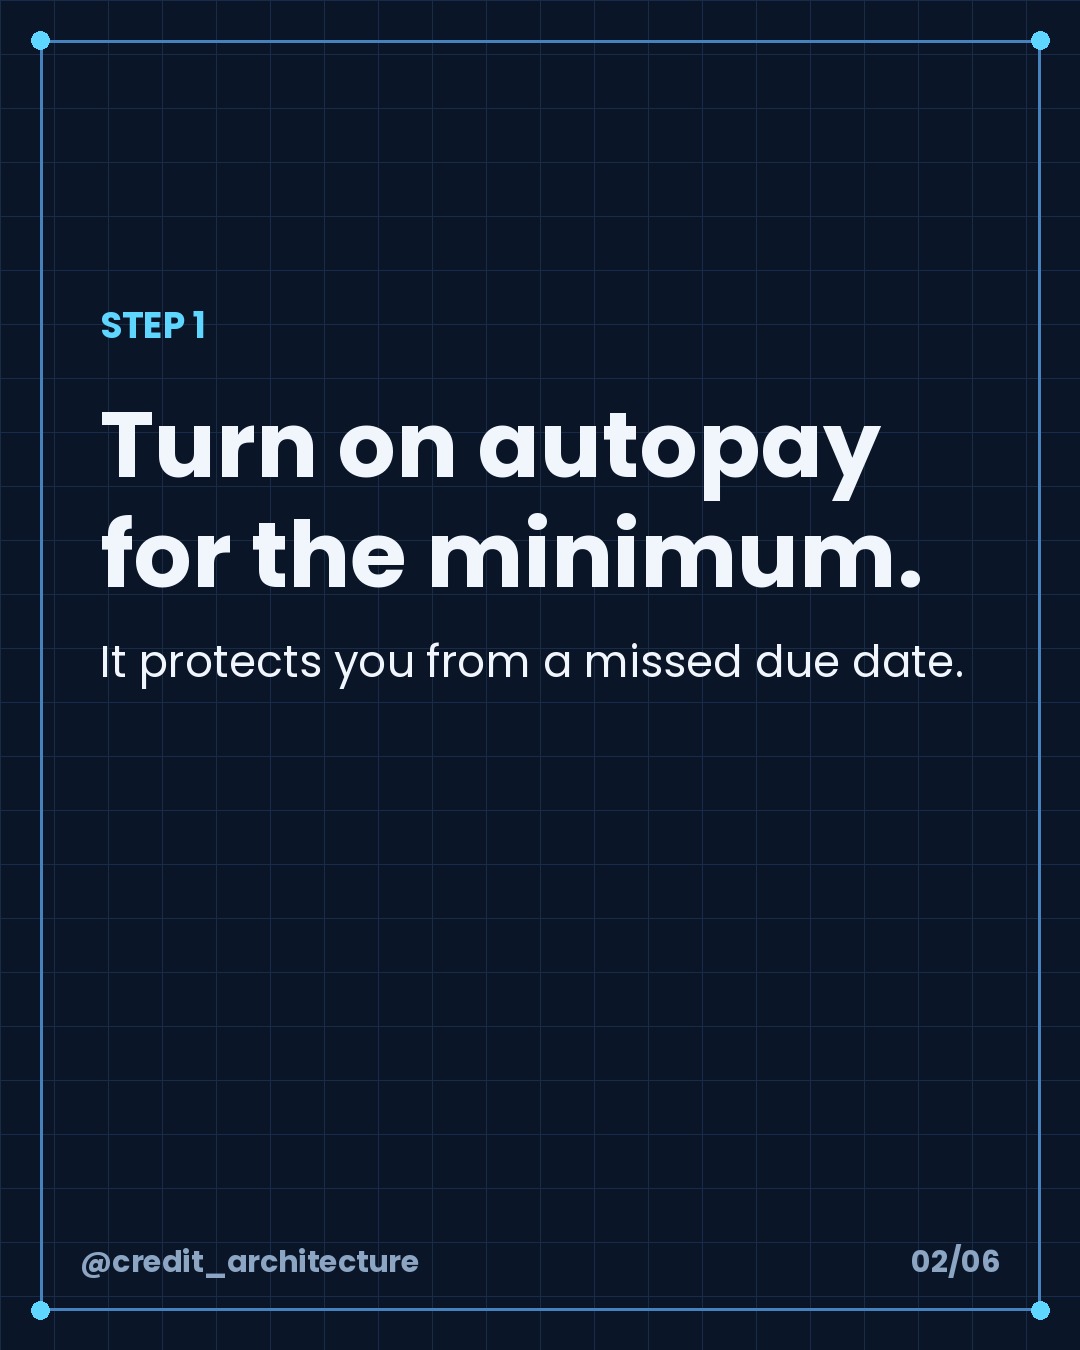 STEP 1
Turn on autopay
for the minimum.
It protects you from a missed due date.
@credit_architecture
02/06